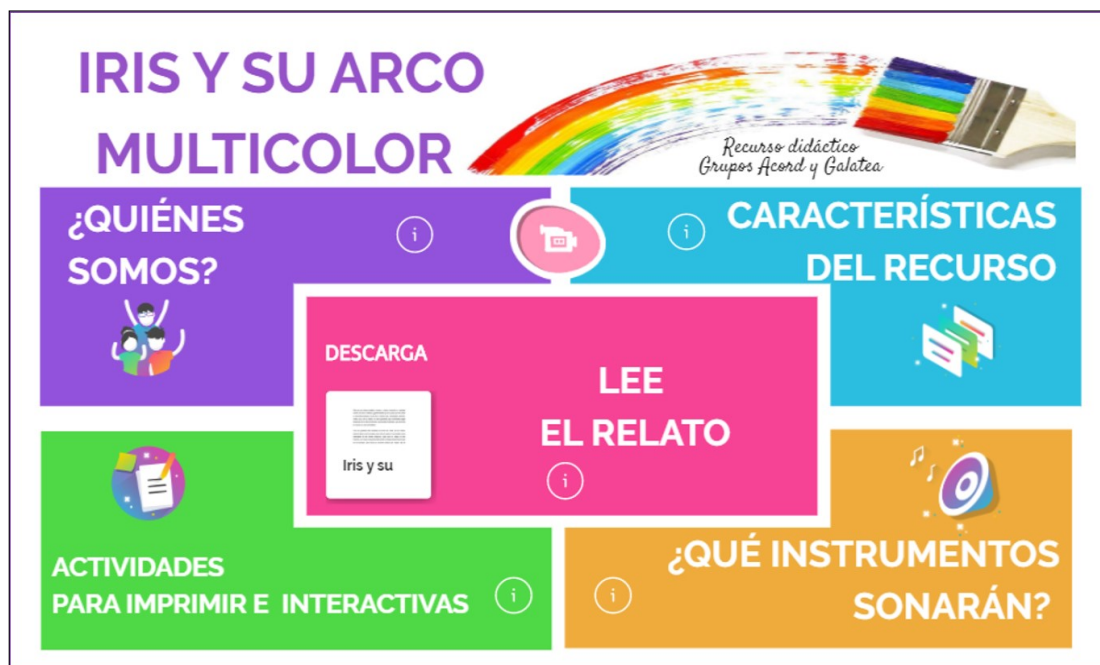 IRIS Y SU ARCO
MULTICOLOR
Recurso didáctico
Grupos Acord y Galatea
¿QUIÉNES
SOMOS?
CARACTERÍSTICAS
DEL RECURSO
DESCARGA
Iris y su
LEE
EL RELATO
ACTIVIDADES
PARA IMPRIMIR E INTERACTIVAS
¿QUÉ INSTRUMENTOS
SONARÁN?